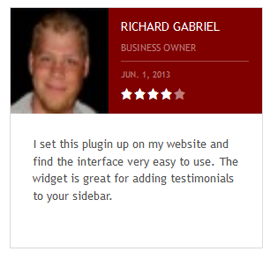 RICHARD GABRIEL
BUSINESS OWNER
JUN. 1, 2013
I set this plugin up on my website and
find the interface very easy to use. The
widget is great for adding testimonials
to your sidebar.